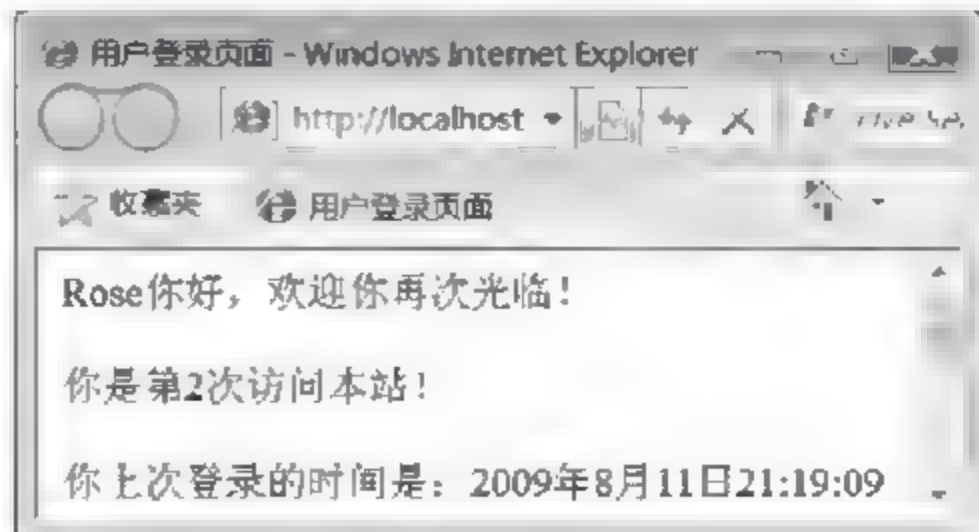 用户登录页面 - Windows Internet Explorer
http://localhost
收藏夹 用户登录页面
Rose你好，欢迎你再次光临！
你是第2次访问本站！
你上次登录的时间是：2009年8月11日21:19:09